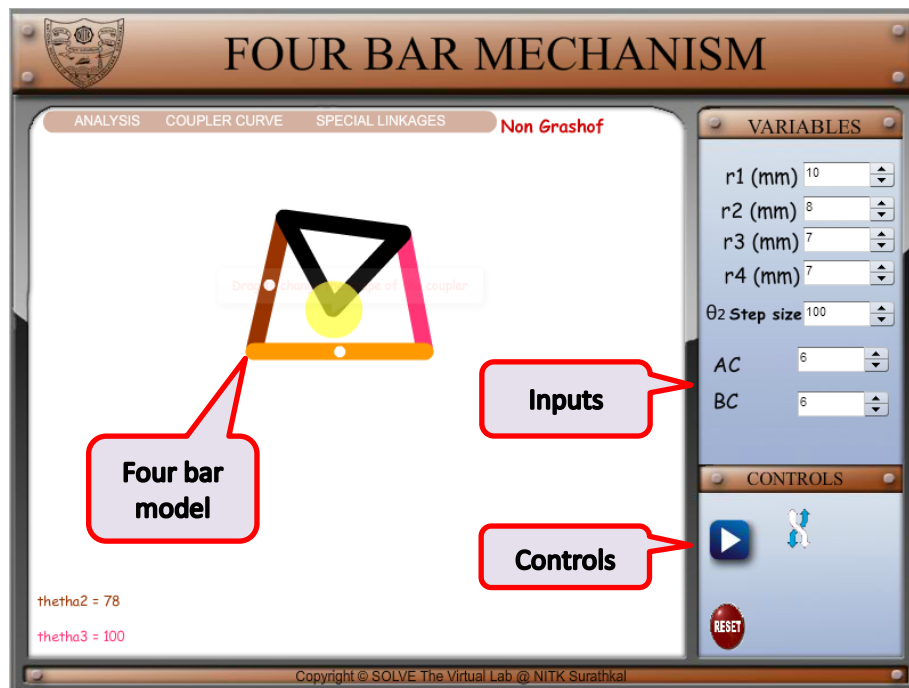 FOUR BAR MECHANISM
ANALYSIS COUPLER CURVE SPECIAL LINKAGES
Non Grashof
VARIABLES
r1 (mm) 10
r2 (mm) 8
r3 (mm) 7
r4 (mm) 7
θ2 Step size 100
AC 6
BC 6
Inputs
Four bar
model
CONTROLS
Controls
RESET
thetha2 = 78
thetha3 = 100
Copyright © SOLVE The Virtual Lab @ NITK Surathkal